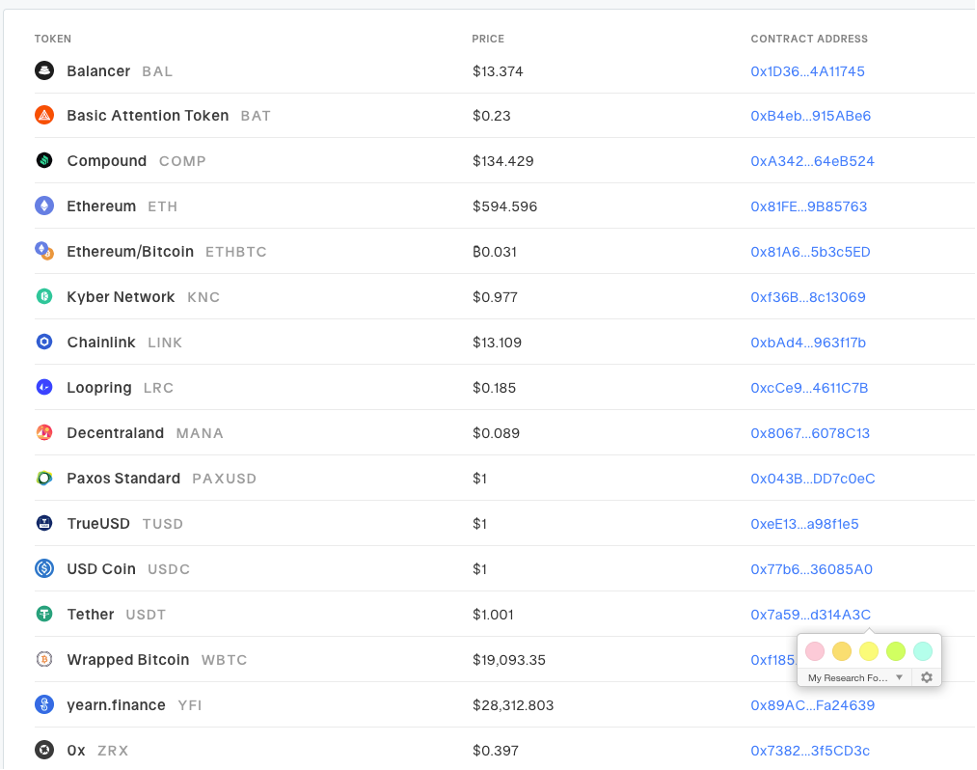 TOKEN PRICE CONTRACT ADDRESS
Balancer BAL $13.374 0x1D36...4A11745
Basic Attention Token BAT $0.23 0xB4eb...915ABe6
Compound COMP $134.429 0xA342...64eB524
Ethereum ETH $594.596 0x81FE...9B85763
Ethereum/Bitcoin ETHBTC ₿0.031 0x81A6...5b3c5ED
Kyber Network KNC $0.977 0xf36B...8c13069
Chainlink LINK $13.109 0xbAd4...963f17b
Loopring LRC $0.185 0xcCe9...4611C7B
Decentraland MANA $0.089 0x8067...6078C13
Paxos Standard PAXUSD $1 0x043B...DD7c0eC
TrueUSD TUSD $1 0xeE13...a98f1e5
USD Coin USDC $1 0x77b6...36085A0
Tether USDT $1.001 0x7a59...d314A3C
Wrapped Bitcoin WBTC $19,093.35 0xf185.
My Research Fo...
yearn.finance YFI $28,312.803 0x89AC...Fa24639
0x ZRX $0.397 0x7382...3f5CD3c